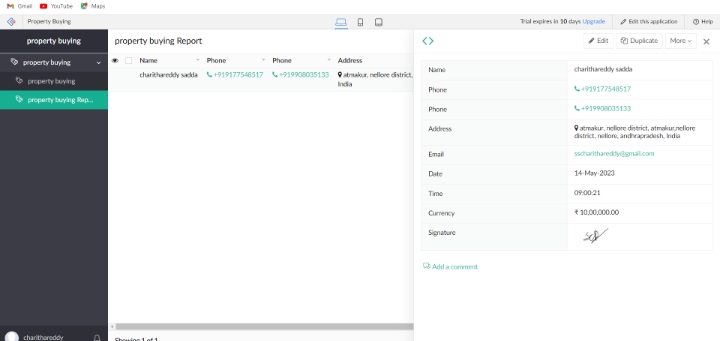 Gmail YouTube Maps
Property Buying Trial expires in 10 days Upgrade Edit this application Help
property buying
property buying
property buying
property buying Rep...
charithareddy
property buying Report
Name Phone Phone Address
charithareddy sadda +919177548517 +919908035133 atmakur, nellore district,
India
Showing 1 of 1
Edit Duplicate More
Name charithareddy sadda
Phone +919177548517
Phone +919908035133
Address atmakur, nellore district, atmakur,nellore
district, nellore, andhrapradesh, India
Email sscharithareddy@gmail.com
Date 14-May-2023
Time 09:00:21
Currency ₹ 10,00,000.00
Signature
Add a comment